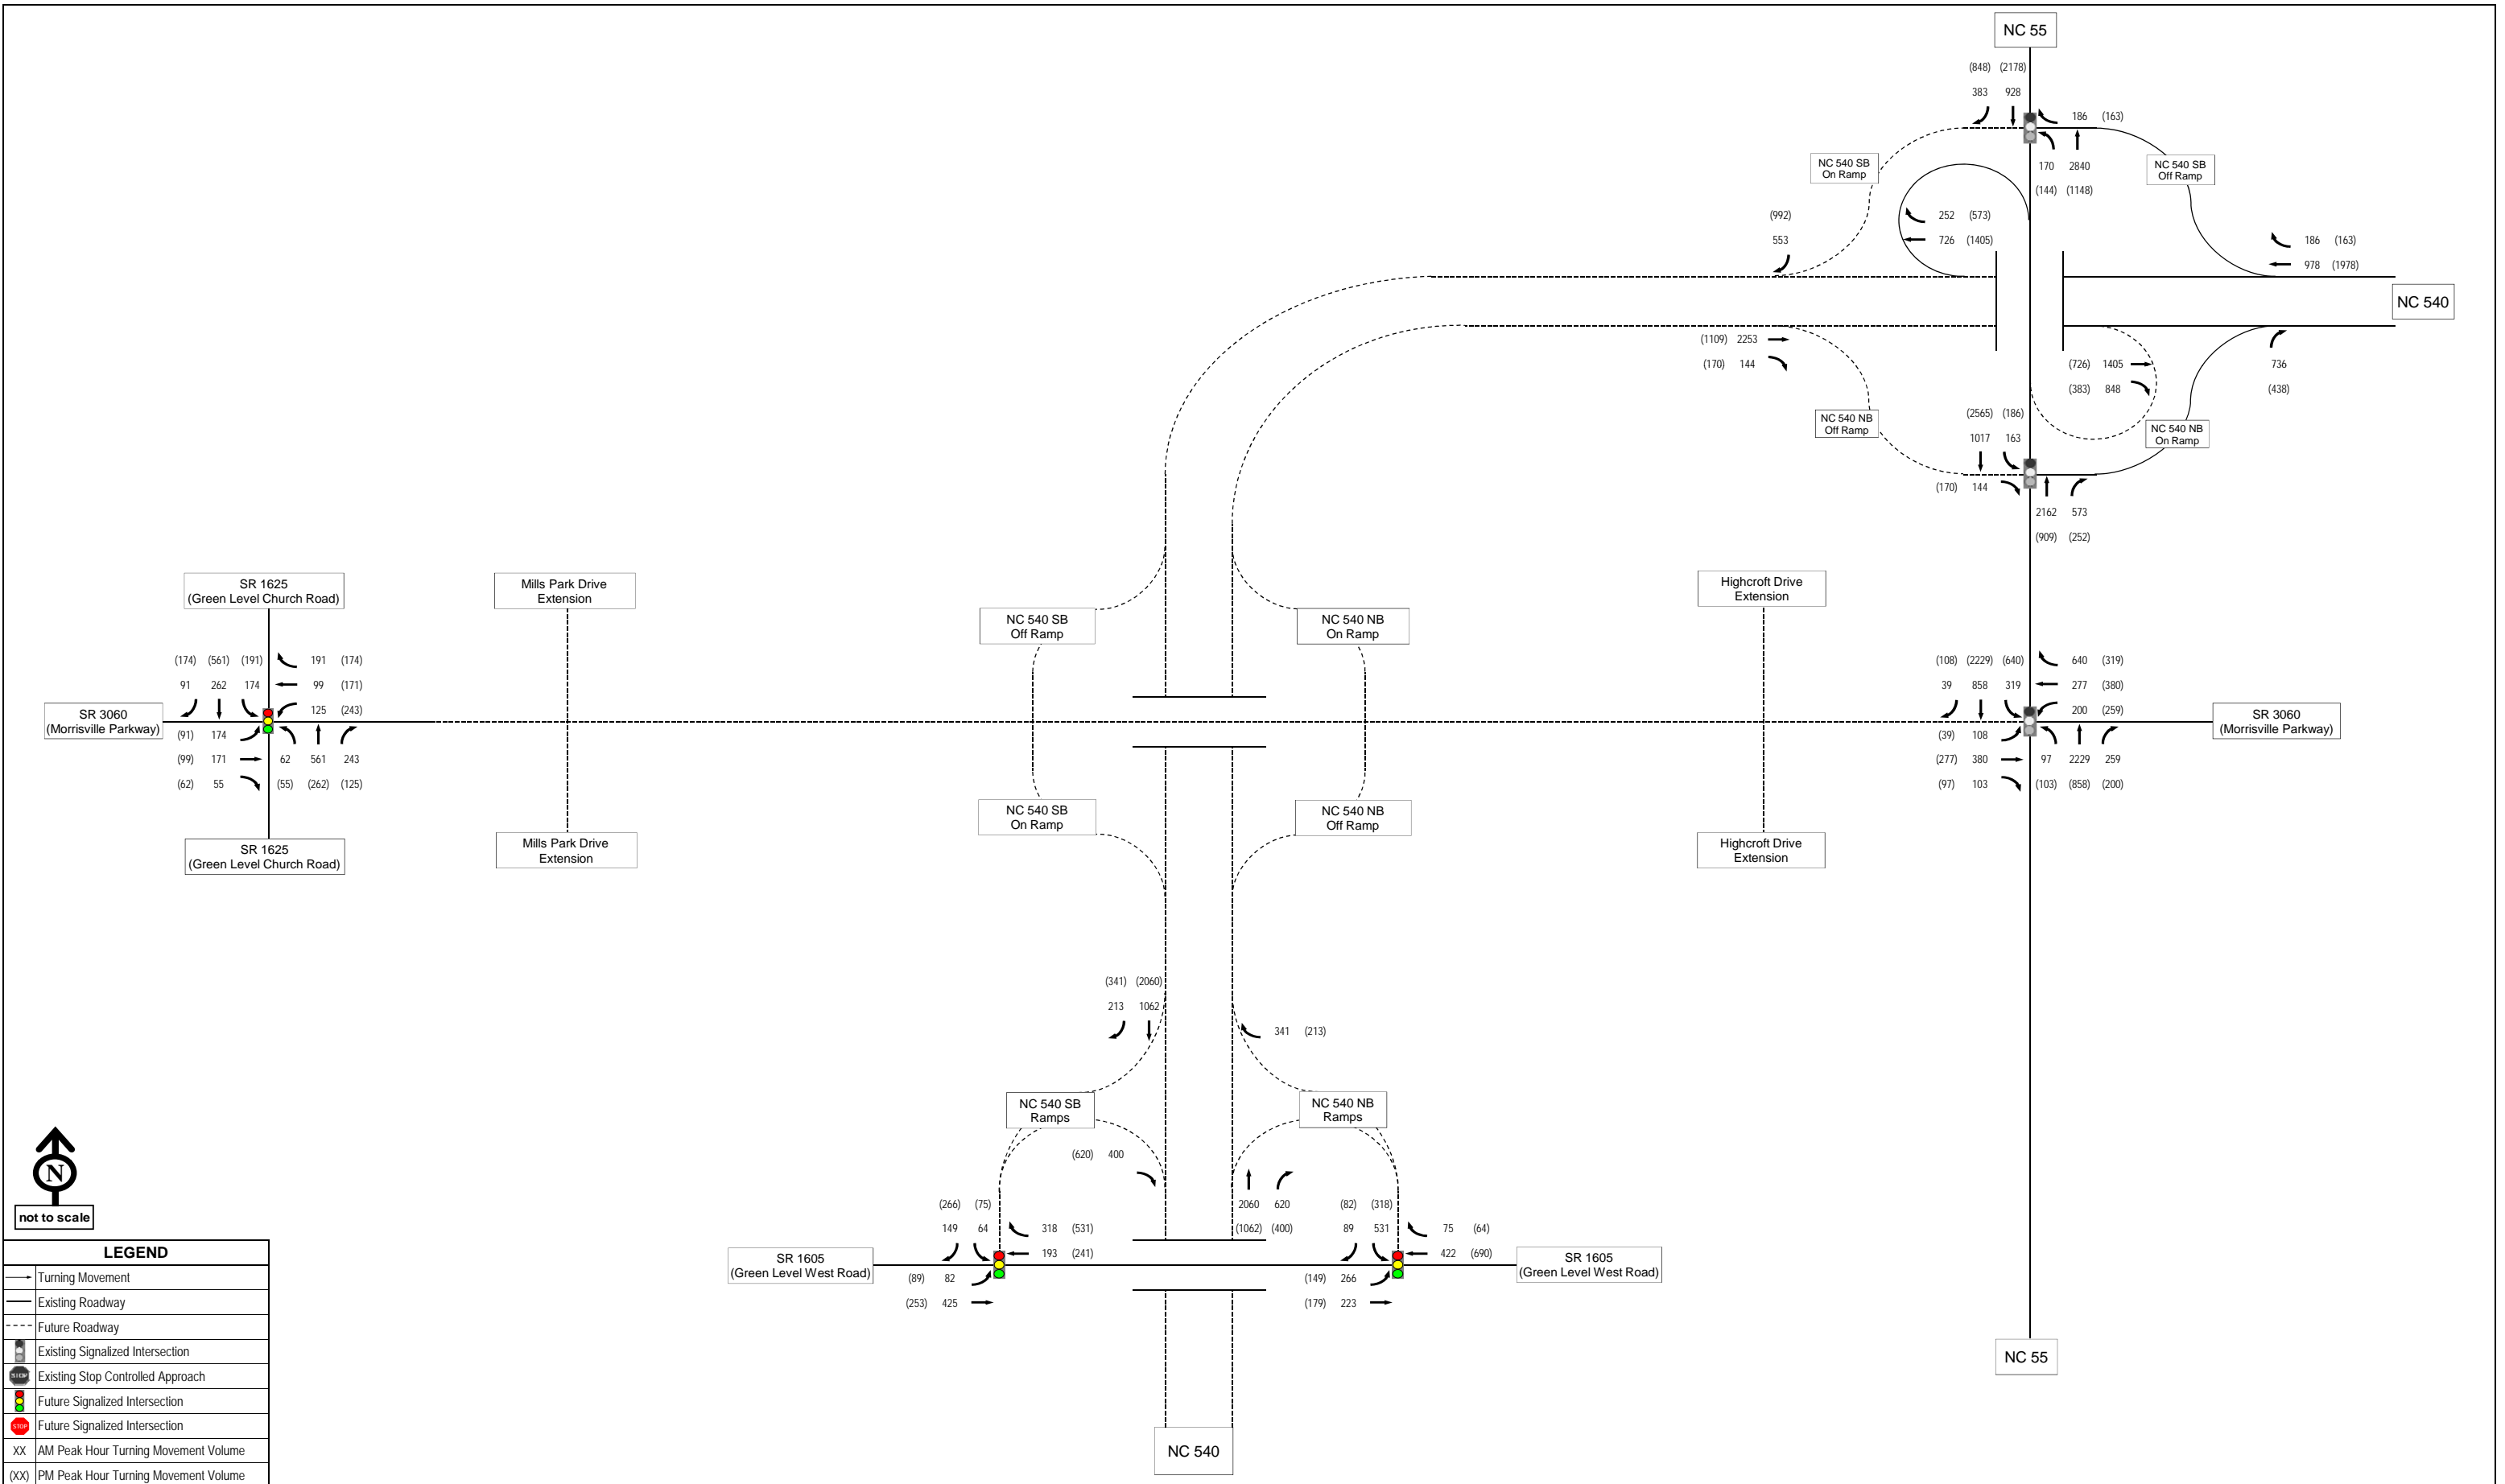 NC 55
(848) (2178)
383 928
186 (163)
170 2840
(144) (1148)
NC 540 SB
On Ramp
NC 540 SB
Off Ramp
252 (573)
726 (1405)
(992)
553
186 (163)
978 (1978)
NC 540
(1109) 2253
(170) 144
(726) 1405
(383) 848
736
(438)
NC 540 NB
Off Ramp
(2565) (186)
1017 163
NC 540 NB
On Ramp
(170) 144
2162 573
(909) (252)
SR 1625
(Green Level Church Road)
Mills Park Drive
Extension
NC 540 SB
Off Ramp
NC 540 NB
On Ramp
Highcroft Drive
Extension
(174) (561) (191)
91 262 174
191 (174)
99 (171)
125 (243)
SR 3060
(Morrisville Parkway)
(91) 174
(99) 171
(62) 55
62 561 243
(55) (262) (125)
(108) (2229) (640)
39 858 319
640 (319)
277 (380)
200 (259)
SR 3060
(Morrisville Parkway)
(39) 108
(277) 380
(97) 103
97 2229 259
(103) (858) (200)
SR 1625
(Green Level Church Road)
Mills Park Drive
Extension
NC 540 SB
On Ramp
NC 540 NB
Off Ramp
Highcroft Drive
Extension
(341) (2060)
213 1062
341 (213)
NC 540 SB
Ramps
NC 540 NB
Ramps
(620) 400
2060 620
(1062) (400)
(266) (75)
149 64
318 (531)
193 (241)
(82) (318)
89 531
75 (64)
422 (690)
SR 1605
(Green Level West Road)
(89) 82
(253) 425
(149) 266
(179) 223
SR 1605
(Green Level West Road)
NC 55
NC 540
N
not to scale
LEGEND
Turning Movement
Existing Roadway
Future Roadway
Existing Signalized Intersection
STOP Existing Stop Controlled Approach
Future Signalized Intersection
STOP Future Signalized Intersection
XX AM Peak Hour Turning Movement Volume
(XX) PM Peak Hour Turning Movement Volume